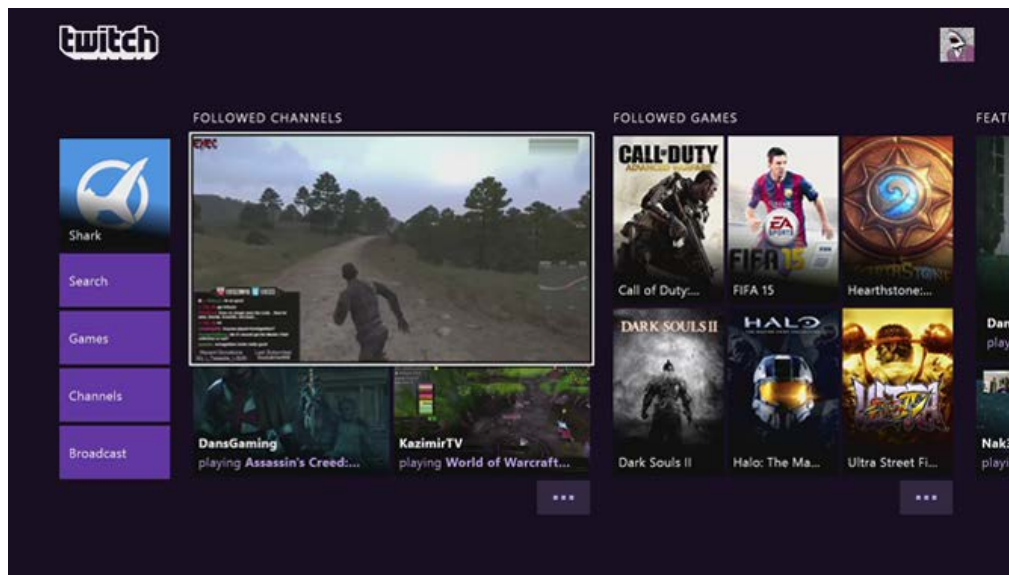 twitch
FOLLOWED CHANNELS
FOLLOWED GAMES
FEAT
Shark
Search
Games
Channels
Broadcast
DansGaming
playing Assassin's Creed:...
KazimirTV
playing World of Warcraft...
CALL OF DUTY
ADVANCED WARFARE
Call of Duty:...
EA
SPORTS
FIFA 15
FIFA 15
HEARTHSTONE
Hearthstone:...
DARK SOULS II
Dark Souls II
HALO
Halo: The Ma...
ULTRA
IV
Ultra Street Fi...
Dan
play
Nak3
playi